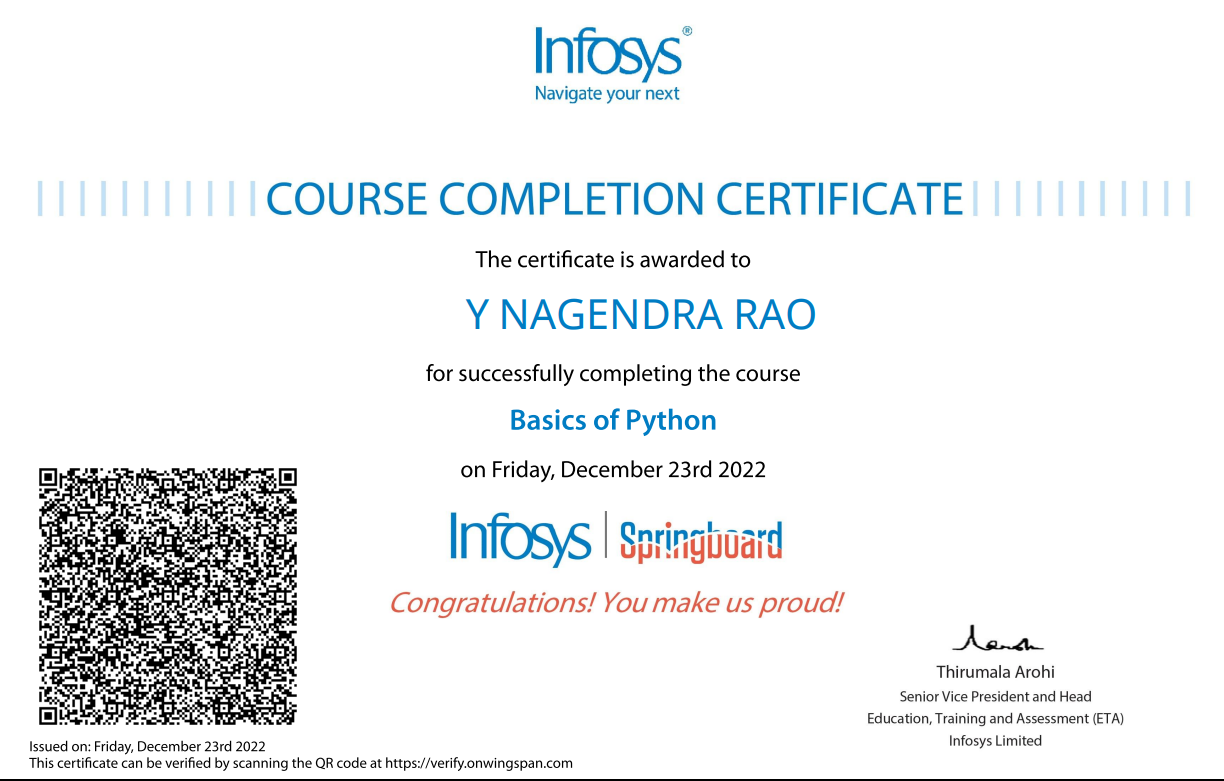 Infosys®
Navigate your next
COURSE COMPLETION CERTIFICATE
The certificate is awarded to
Y NAGENDRA RAO
for successfully completing the course
Basics of Python
on Friday, December 23rd 2022
Infosys | Springboard
Congratulations! You make us proud!
Thirumala Arohi
Senior Vice President and Head
Education, Training and Assessment (ETA)
Infosys Limited
Issued on: Friday, December 23rd 2022
This certificate can be verified by scanning the QR code at https://verify.onwingspan.com